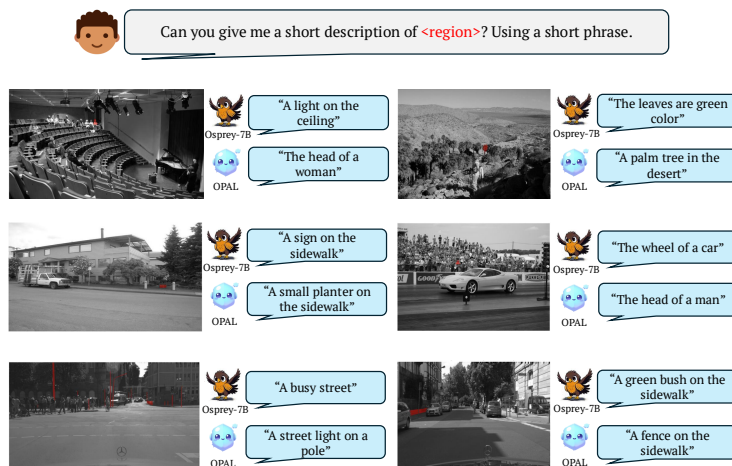 Can you give me a short description of <region>? Using a short phrase.
“A light on the
ceiling”
Osprey-7B
“The head of a
woman”
OPAL
“The leaves are green
color”
Osprey-7B
“A palm tree in the
desert”
OPAL
“A sign on the
sidewalk”
Osprey-7B
“A small planter on
the sidewalk”
OPAL
“The wheel of a car”
Osprey-7B
“The head of a man”
OPAL
“A busy street”
Osprey-7B
“A street light on a
pole”
OPAL
“A green bush on the
sidewalk”
Osprey-7B
“A fence on the
sidewalk”
OPAL